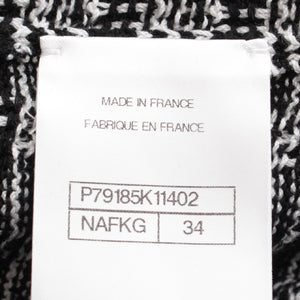 MADE IN FRANCE
FABRIQUE EN FRANCE
P79185K11402
NAFKG 34